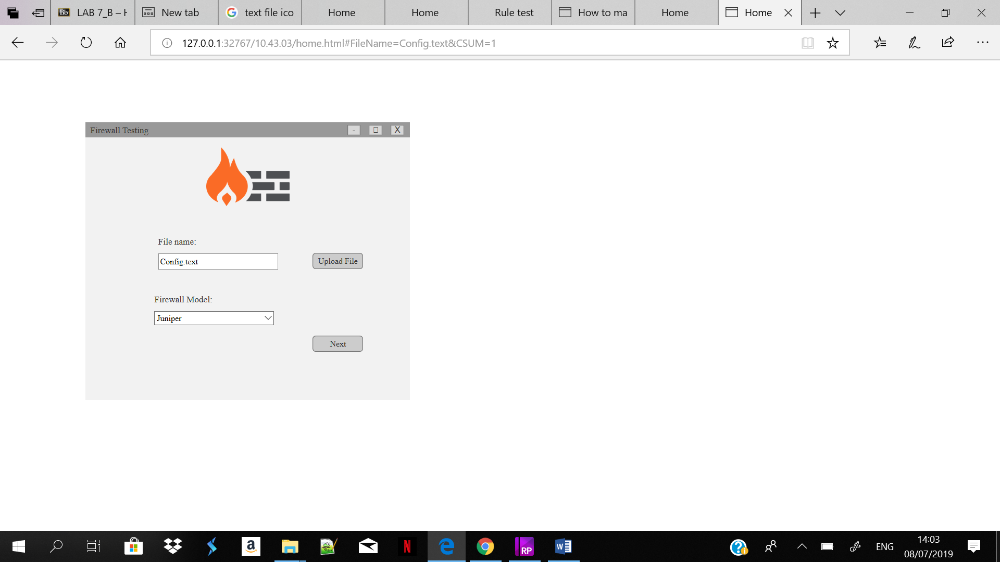 LAB 7_B – H
New tab
text file ico
Home
Home
Rule test
How to ma
Home
Home
127.0.0.1:32767/10.43.03/home.html#FileName=Config.text&CSUM=1
Firewall Testing
-
X
File name:
Config.text
Upload File
Firewall Model:
Juniper
Next
ENG
14:03
08/07/2019
Bb
G
a
N
RP
W